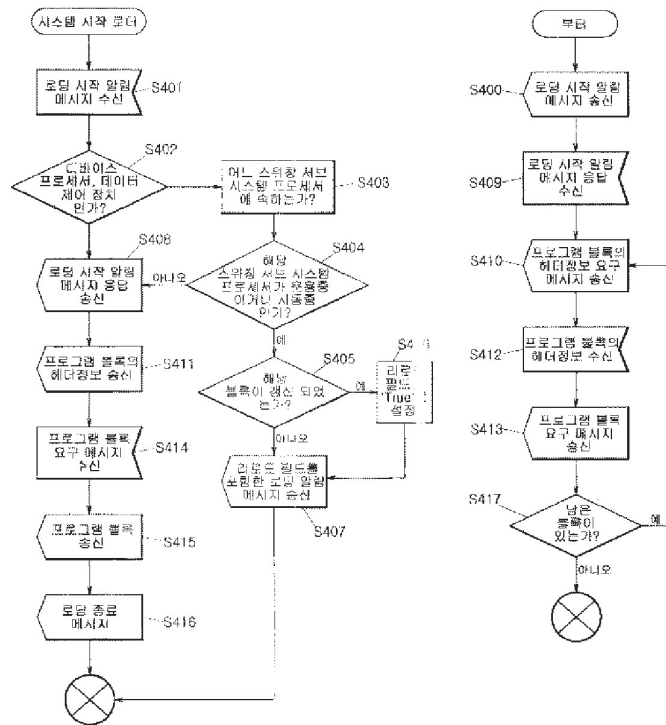 시스템 시작 로더
로딩 시작 알림
메시지 수신
S401
S402
디바이스
프로세서, 데이터
제어 장치
인가?
어느 스위칭 서브
시스템 프로세서
에 속하는가?
S403
S404
해당
스위칭 서브 시스템
프로세서가 운용중
이거나 시동중
인가?
아니오
예
S408
로딩 시작 알림
메시지 응답
송신
S405
해당
블록이 갱신 되었
는가?
예
아니오
필드
'True'
설정
프로그램 블록의
헤더정보 송신
S411
프로그램 블록
요구 메시지
수신
S414
리로드 필드를
포함한 로딩 알림
메시지 송신
S407
프로그램 블록
송신
S415
로딩 종료
메시지
S416
부터
S400
로딩 시작 알림
메시지 송신
S409
로딩 시작 알림
메시지 응답
수신
S410
프로그램 블록의
헤더정보 요구
메시지 송신
S412
프로그램 블록의
헤더정보 수신
S413
프로그램 블록
요구 메시지
송신
S417
남은
블록이
있는가?
예
아니오